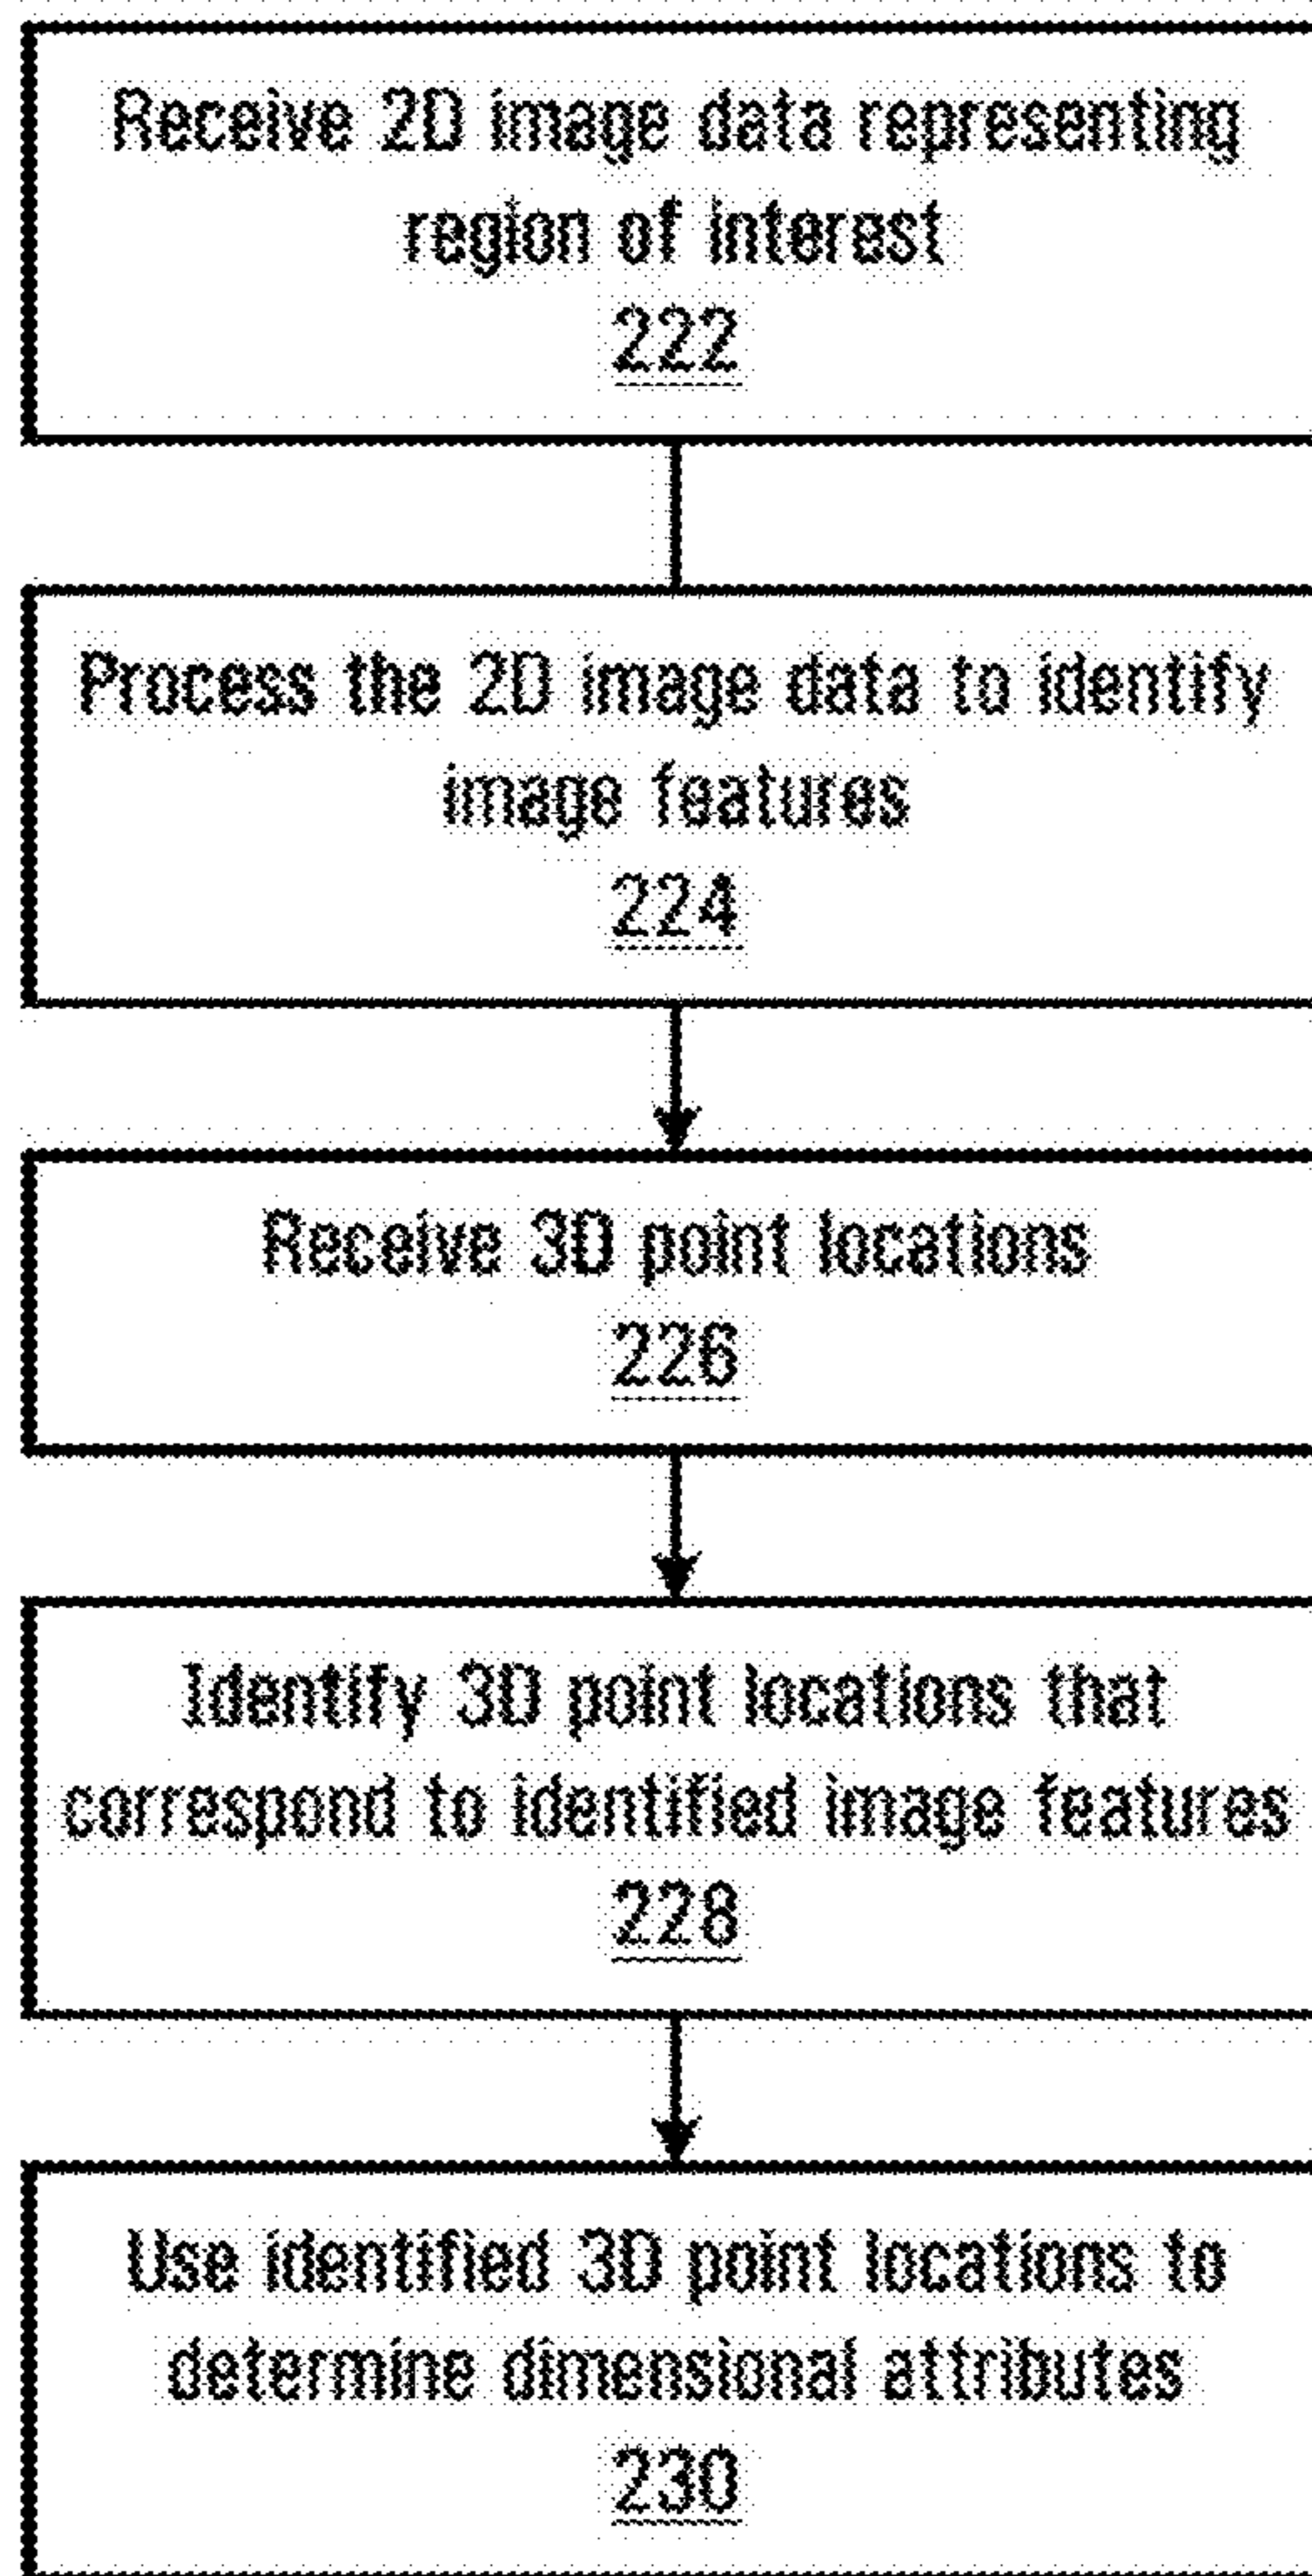 Receive 2D image data representing
region of interest
222
Process the 2D image data to identify
image features
224
Receive 3D point locations
226
Identify 3D point locations that
correspond to identified image features
228
Use identified 3D point locations to
determine dimensional attributes
230